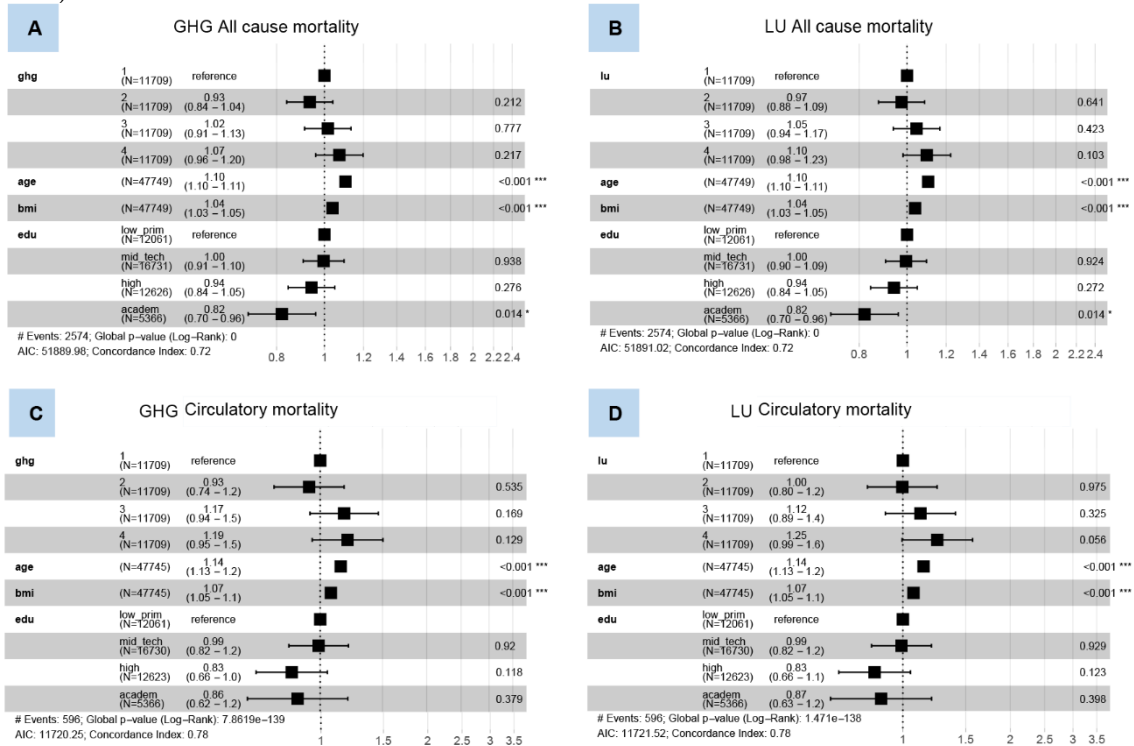 A
GHG All cause mortality
ghg
1
(N=11709)
reference
2
(N=11709)
0.93
(0.84 − 1.04)
0.212
3
(N=11709)
1.02
(0.91 − 1.13)
0.777
4
(N=11709)
1.07
(0.96 − 1.20)
0.217
age
(N=47749)
1.10
(1.10 − 1.11)
<0.001 ***
bmi
(N=47749)
1.04
(1.03 − 1.05)
<0.001 ***
edu
low_prim
(N=12061)
reference
mid_tech
(N=16731)
1.00
(0.91 − 1.10)
0.938
high
(N=12626)
0.94
(0.84 − 1.05)
0.276
academ
(N=5366)
0.82
(0.70 − 0.96)
0.014 *
# Events: 2574; Global p−value (Log−Rank): 0
AIC: 51889.98; Concordance Index: 0.72
0.8 1 1.2 1.4 1.6 1.8 2 2.2 2.4
B
LU All cause mortality
lu
1
(N=11709)
reference
2
(N=11709)
0.97
(0.88 − 1.09)
0.641
3
(N=11709)
1.05
(0.94 − 1.17)
0.423
4
(N=11709)
1.10
(0.98 − 1.23)
0.103
age
(N=47749)
1.10
(1.10 − 1.11)
<0.001 ***
bmi
(N=47749)
1.04
(1.03 − 1.05)
<0.001 ***
edu
low_prim
(N=12061)
reference
mid_tech
(N=16731)
1.00
(0.90 − 1.09)
0.924
high
(N=12626)
0.94
(0.84 − 1.05)
0.272
academ
(N=5366)
0.82
(0.70 − 0.96)
0.014 *
# Events: 2574; Global p−value (Log−Rank): 0
AIC: 51891.02; Concordance Index: 0.72
0.8 1 1.2 1.4 1.6 1.8 2 2.2 2.4
C
GHG Circulatory mortality
ghg
1
(N=11709)
reference
2
(N=11709)
0.93
(0.74 − 1.2)
0.535
3
(N=11709)
1.17
(0.94 − 1.5)
0.169
4
(N=11709)
1.19
(0.95 − 1.5)
0.129
age
(N=47745)
1.14
(1.13 − 1.2)
<0.001 ***
bmi
(N=47745)
1.07
(1.05 − 1.1)
<0.001 ***
edu
low_prim
(N=12061)
reference
mid_tech
(N=16730)
0.99
(0.82 − 1.2)
0.92
high
(N=12623)
0.83
(0.66 − 1.0)
0.118
academ
(N=5366)
0.86
(0.62 − 1.2)
0.379
# Events: 596; Global p−value (Log−Rank): 7.8619e−139
AIC: 11720.25; Concordance Index: 0.78
1 1.5 2 2.5 3 3.5
D
LU Circulatory mortality
lu
1
(N=11709)
reference
2
(N=11709)
1.00
(0.80 − 1.2)
0.975
3
(N=11709)
1.12
(0.89 − 1.4)
0.325
4
(N=11709)
1.25
(0.99 − 1.6)
0.056
age
(N=47745)
1.14
(1.13 − 1.2)
<0.001 ***
bmi
(N=47745)
1.07
(1.05 − 1.1)
<0.001 ***
edu
low_prim
(N=12061)
reference
mid_tech
(N=16730)
0.99
(0.82 − 1.2)
0.929
high
(N=12623)
0.83
(0.66 − 1.1)
0.123
academ
(N=5366)
0.87
(0.63 − 1.2)
0.398
# Events: 596; Global p−value (Log−Rank): 1.471e−138
AIC: 11721.52; Concordance Index: 0.78
1 1.5 2 2.5 3 3.5